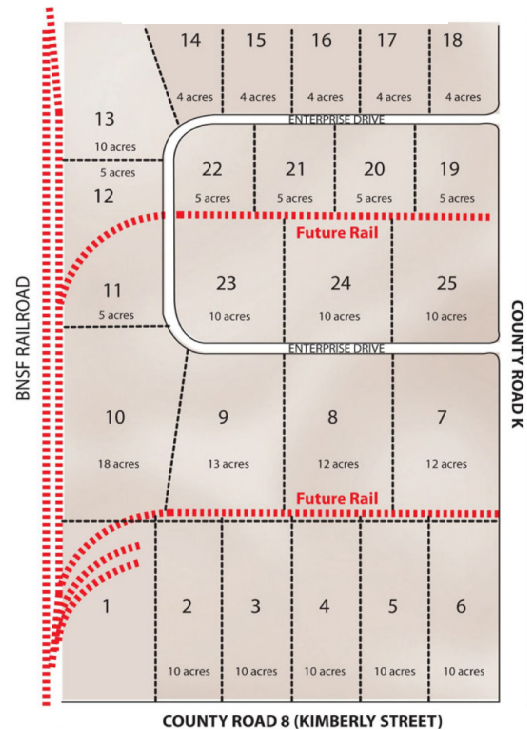 14 15 16 17 18
4 acres 4 acres 4 acres 4 acres 4 acres
ENTERPRISE DRIVE
13
10 acres
5 acres
12
22 21 20 19
5 acres 5 acres 5 acres 5 acres
Future Rail
11
5 acres
23 24 25
10 acres 10 acres 10 acres
ENTERPRISE DRIVE
BNSF RAILROAD
COUNTY ROAD K
10 9 8 7
18 acres 13 acres 12 acres 12 acres
Future Rail
1 2 3 4 5 6
10 acres 10 acres 10 acres 10 acres 10 acres
COUNTY ROAD 8 (KIMBERLY STREET)